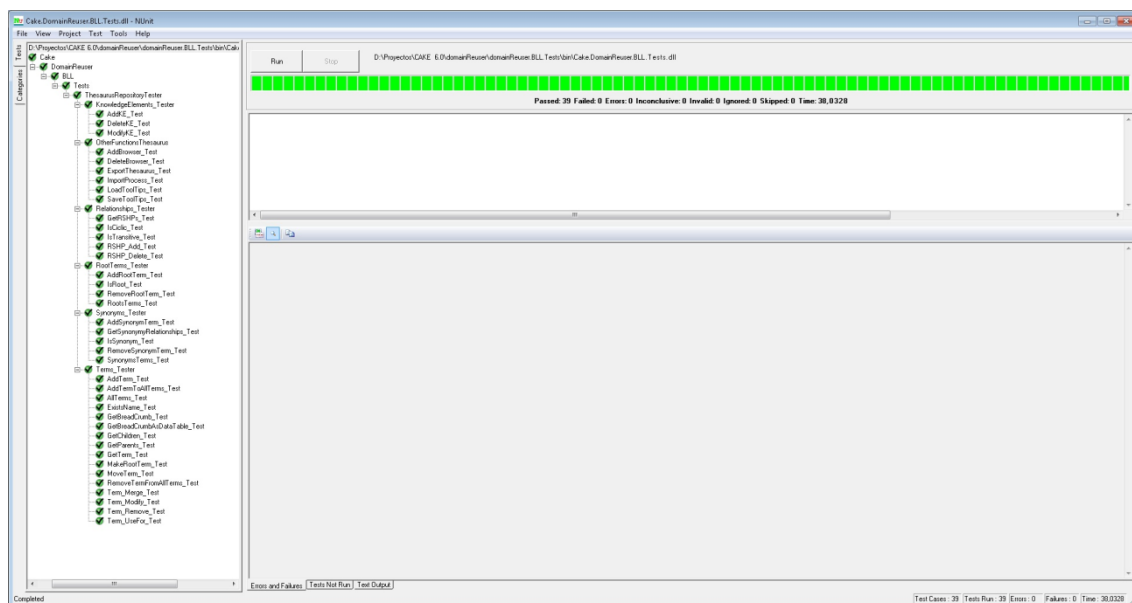 Cake.DomainReuser.BLL.Tests.dll - NUnit
File View Project Test Tools Help
Tests
Categories
D:\Proyectos\CAKE 6.0\domainReuser\domainReuser.BLL.Tests\bin\Cake
Cake
DomainReuser
BLL
Tests
ThesaurusRepositoryTester
KnowledgeElements_Tester
AddKE_Test
DeleteKE_Test
ModifyKE_Test
OtherFunctionsThesaurus
AddBrowser_Test
DeleteBrowser_Test
ExportThesaurus_Test
ImportProcess_Test
LoadToolTips_Test
SaveToolTips_Test
Relationships_Tester
GetRSHPs_Test
IsCiclic_Test
IsTransitive_Test
RSHP_Add_Test
RSHP_Delete_Test
RootTerms_Tester
AddRootTerm_Test
IsRoot_Test
RemoveRootTerm_Test
RootsTerms_Test
Synonyms_Tester
AddSynonymTerm_Test
GetSynonymyRelationships_Test
IsSynonym_Test
RemoveSynonymTerm_Test
SynonymsTerms_Test
Terms_Tester
AddTerm_Test
AddTermToAllTerms_Test
AllTerms_Test
ExistsName_Test
GetBreadCrumb_Test
GetBreadCrumbAsDataTable_Test
GetChildren_Test
GetParents_Test
GetTerm_Test
MakeRootTerm_Test
MoveTerm_Test
RemoveTermFromAllTerms_Test
Term_Merge_Test
Term_Modify_Test
Term_Remove_Test
Term_UseFor_Test
Run Stop D:\Proyectos\CAKE 6.0\domainReuser\domainReuser.BLL.Tests\bin\Cake.DomainReuser.BLL.Tests.dll
Passed: 39 Failed: 0 Errors: 0 Inconclusive: 0 Invalid: 0 Ignored: 0 Skipped: 0 Time: 38,0328
Errors and Failures Tests Not Run Text Output
Completed Test Cases : 39 Tests Run : 39 Errors : 0 Failures : 0 Time : 38,0328